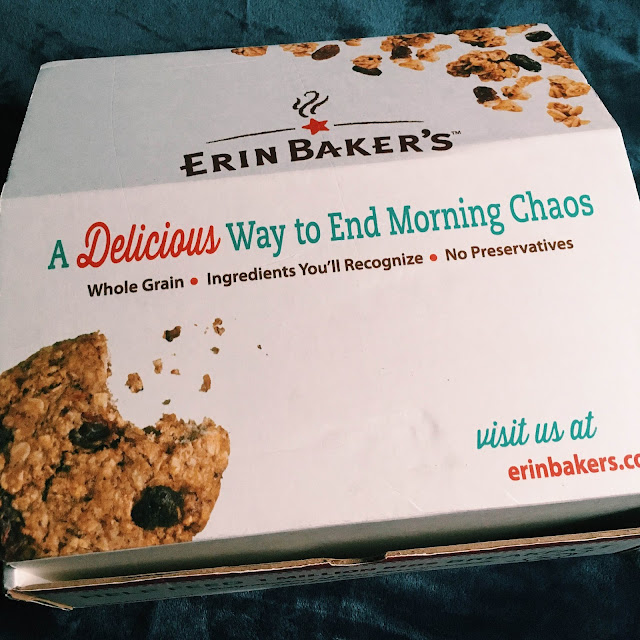 ERIN BAKER'S™
A Delicious Way to End Morning Chaos
Whole Grain • Ingredients You'll Recognize • No Preservatives
visit us at
erinbakers.co